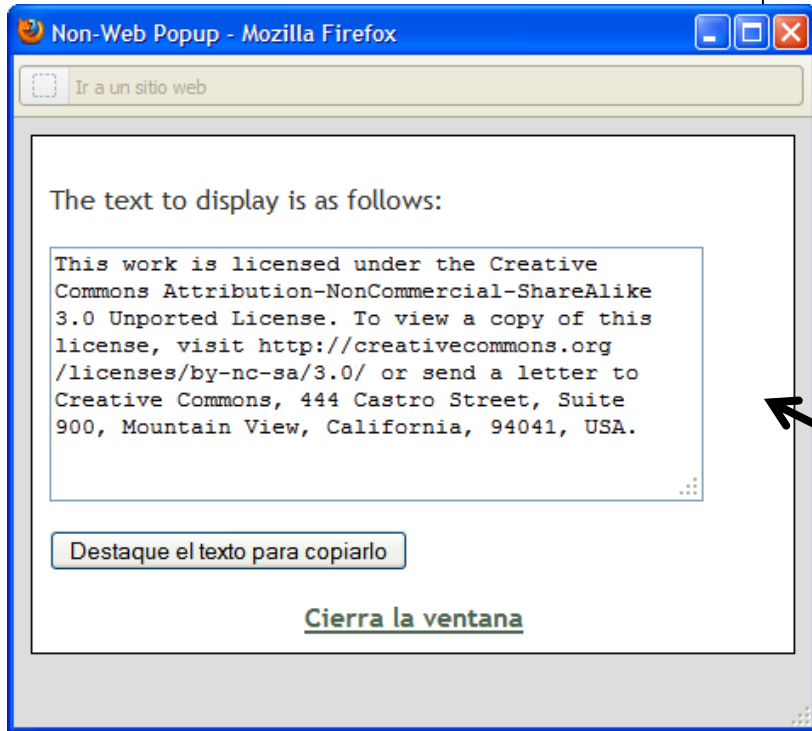 Non-Web Popup - Mozilla Firefox
Ir a un sitio web
The text to display is as follows:
This work is licensed under the Creative
Commons Attribution-NonCommercial-ShareAlike
3.0 Unported License. To view a copy of this
license, visit http://creativecommons.org
/licenses/by-nc-sa/3.0/ or send a letter to
Creative Commons, 444 Castro Street, Suite
900, Mountain View, California, 94041, USA.
Destaque el texto para copiarlo
Cierra la ventana